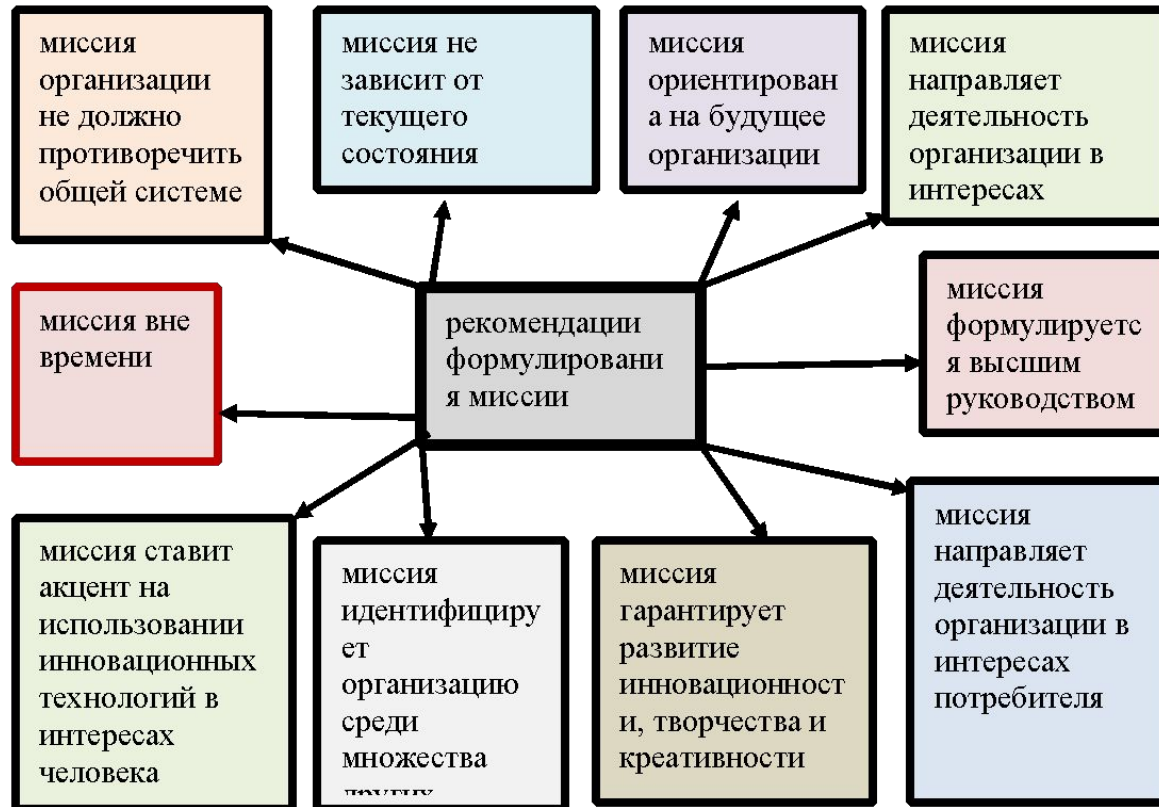 миссия
организации
не должно
противоречить
общей системе
миссия не
зависит от
текущего
состояния
миссия
ориентирован
а на будущее
организации
миссия
направляет
деятельность
организации в
интересах
миссия вне
времени
рекомендации
формулировани
я миссии
миссия
формулируетс
я высшим
руководством
миссия ставит
акцент на
использовании
инновационных
технологий в
интересах
человека
миссия
идентифициру
ет
организацию
среди
множества
других
миссия
гарантирует
развитие
инновационност
и, творчества и
креативности
миссия
направляет
деятельность
организации в
интересах
потребителя